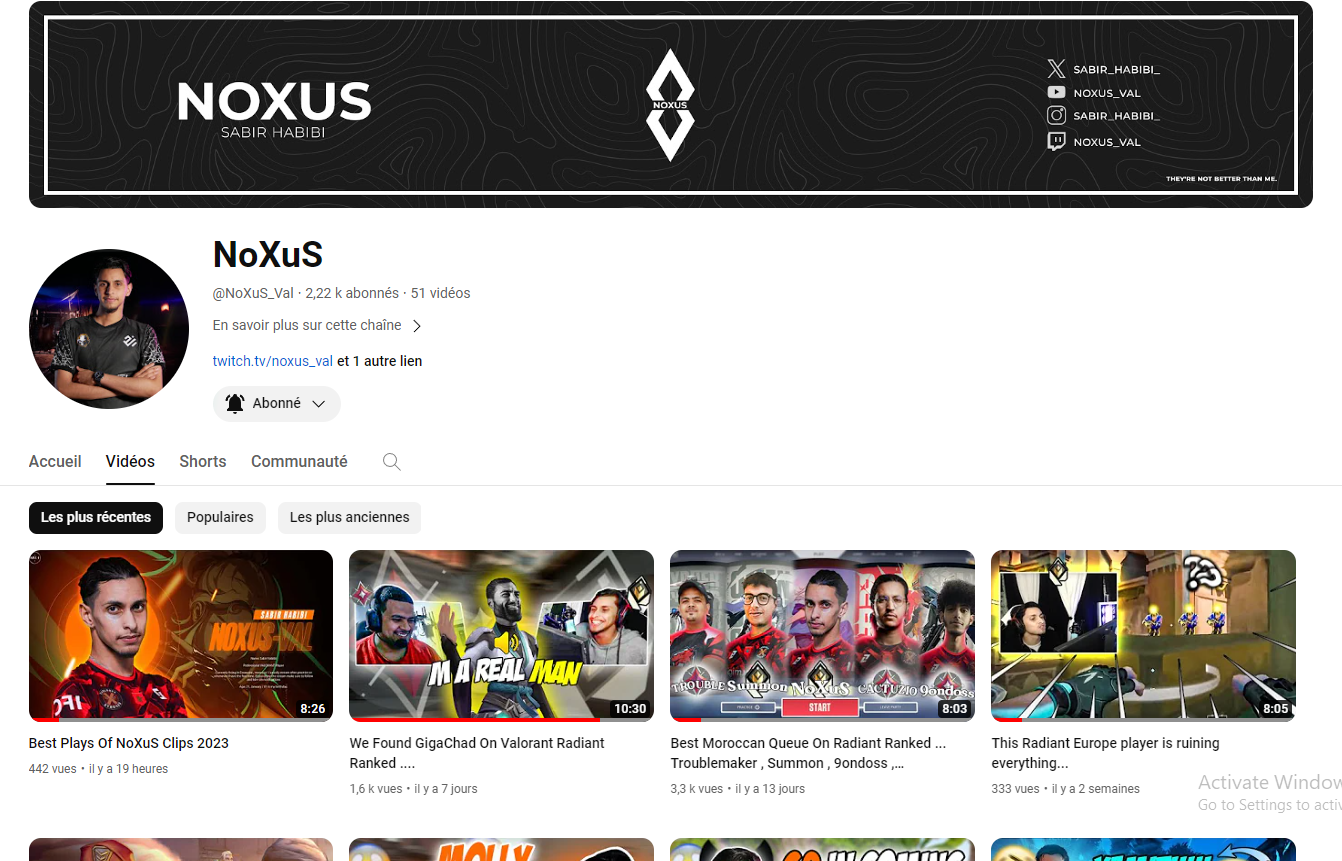 NOXUS
SABIR HABIBI
NOXUS
SABIR_HABIBI_
NOXUS_VAL
SABIR_HABIBI_
NOXUS_VAL
THEY'RE NOT BETTER THAN ME.
NoXuS
@NoXuS_Val · 2,22 k abonnés · 51 vidéos
En savoir plus sur cette chaîne
twitch.tv/noxus_val et 1 autre lien
Abonné
Accueil Vidéos Shorts Communauté
Les plus récentes Populaires Les plus anciennes
SABIR HABIBI
NOXUS-VAL
8:26
M A REAL MAN
10:30
TROUBLE Summon NoXuS CACTUZIO 9ondoss
START
8:03
8:05
Best Plays Of NoXuS Clips 2023
442 vues • il y a 19 heures
We Found GigaChad On Valorant Radiant
Ranked ....
1,6 k vues • il y a 7 jours
Best Moroccan Queue On Radiant Ranked ...
Troublemaker , Summon , 9ondoss ,...
3,3 k vues • il y a 13 jours
This Radiant Europe player is ruining
everything...
333 vues • il y a 2 semaines
Activate Window
Go to Settings to activ
MOLLY